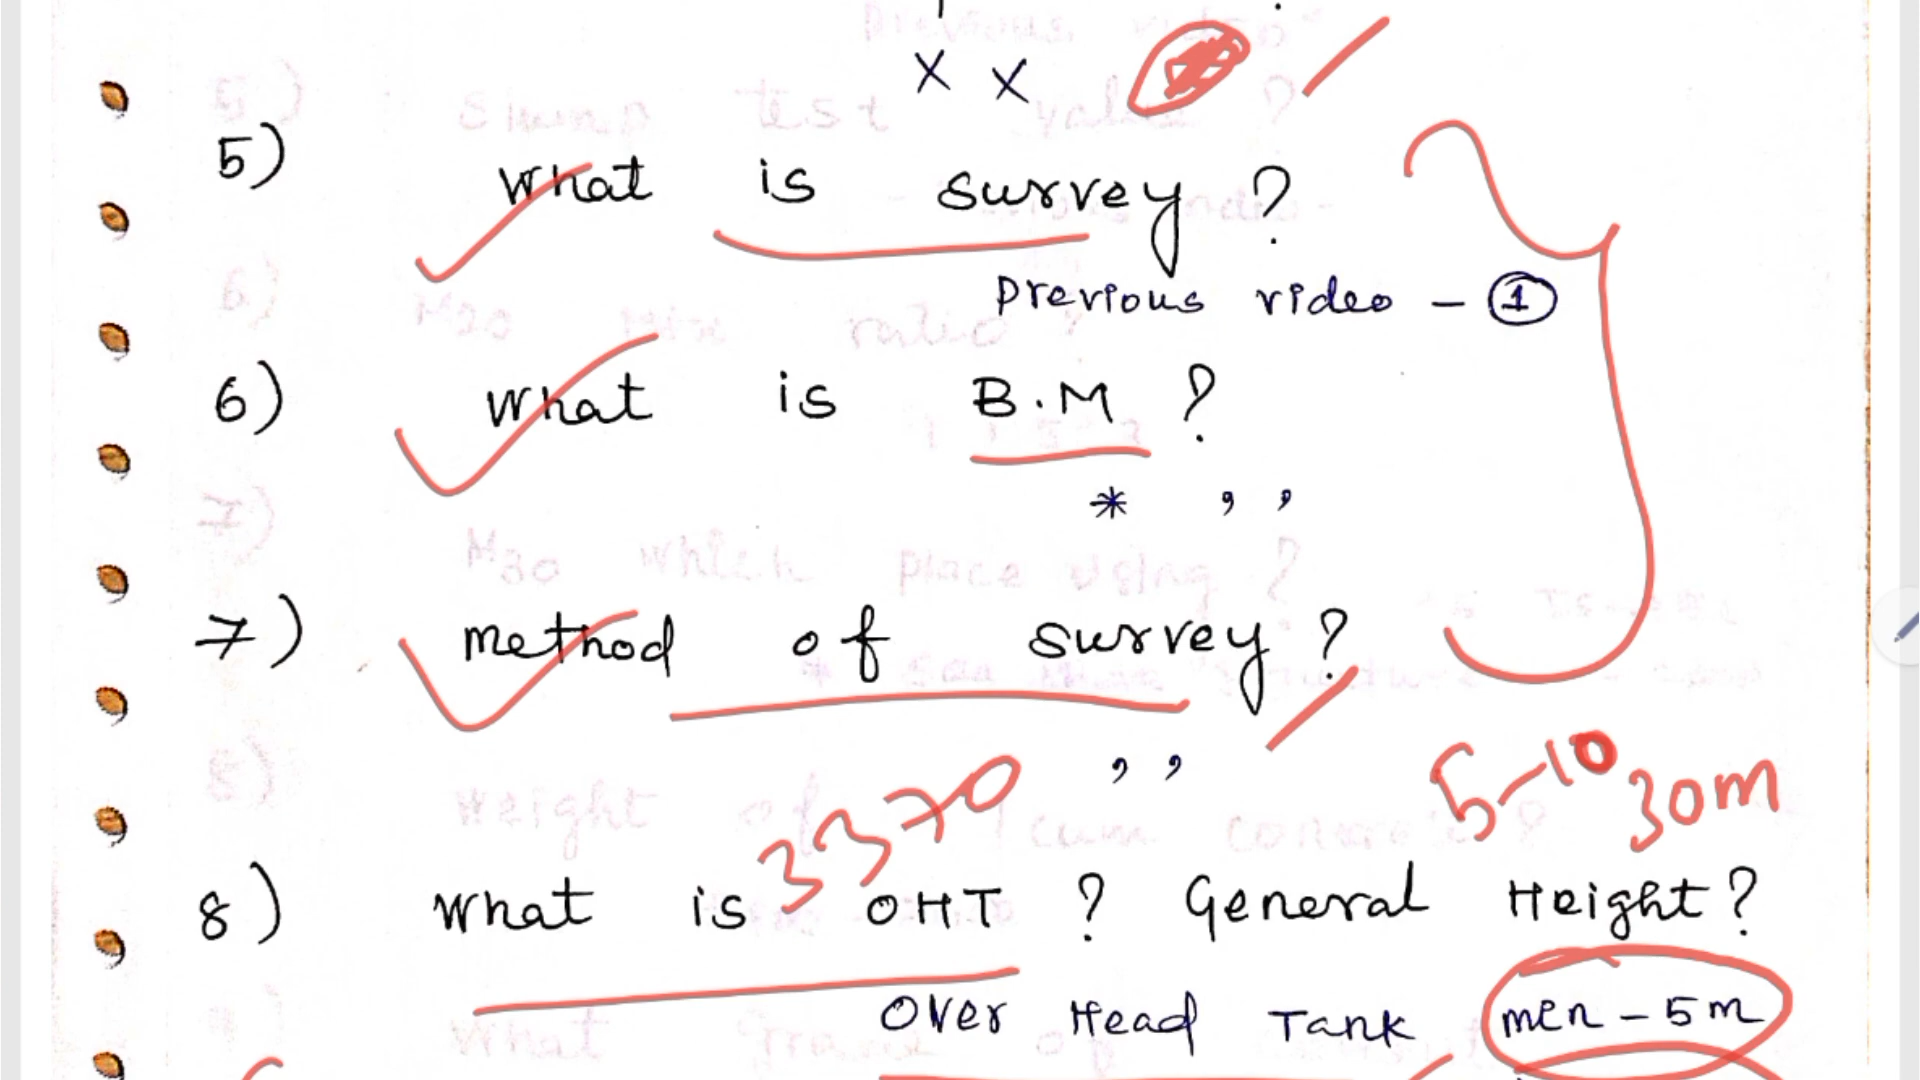 x x
5) What is survey ?
Previous video - 1
6) What is B.M ?
* , ,
7) method of survey ?
, ,
3370
5-10 30m
8) What is OHT ? General Height ?
Over Head Tank men - 5m